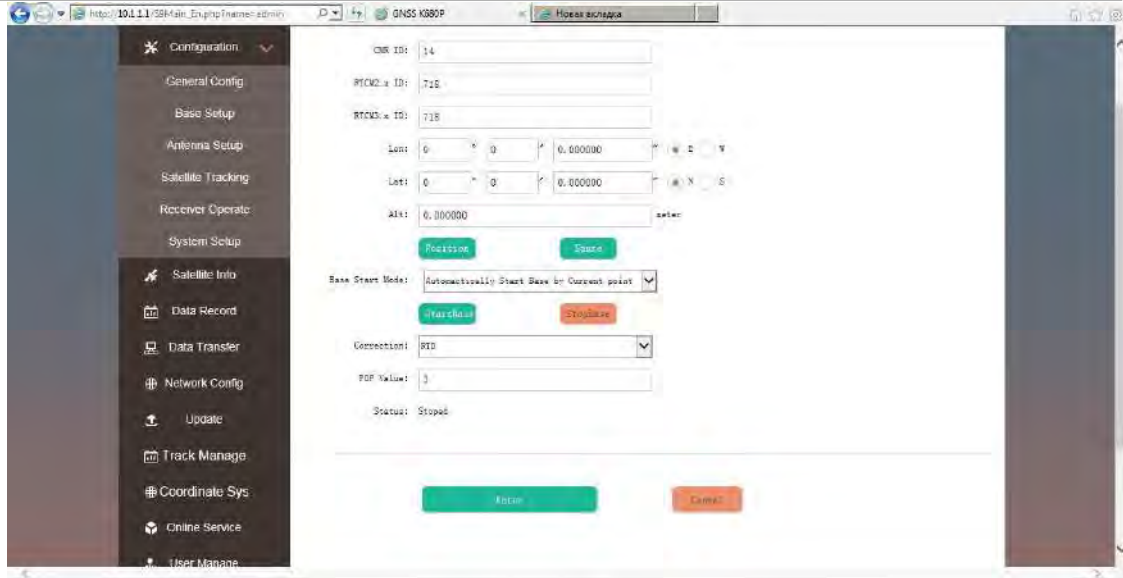 http://10.1.1.1/S9Main_En.php?name=admin
GNSS K680P
Новая вкладка
Configuration
General Config
Base Setup
Antenna Setup
Satellite Tracking
Receiver Operate
System Setup
Satellite Info
Data Record
Data Transfer
Network Config
Update
Track Manage
Coordinate Sys
Online Service
User Manage
CMR ID: 14
RTCM2.x ID: 718
RTCM3.x ID: 718
Lon: 0 ° 0 ′ 0.000000 ″ E W
Lat: 0 ° 0 ′ 0.000000 ″ N S
Alt: 0.000000 meter
Position
Base Start Mode: Automactically Start Base by Current point
StartBase StopBase
Correction: RTD
PDP Value: 3
Status: Stoped
Enter Cancel